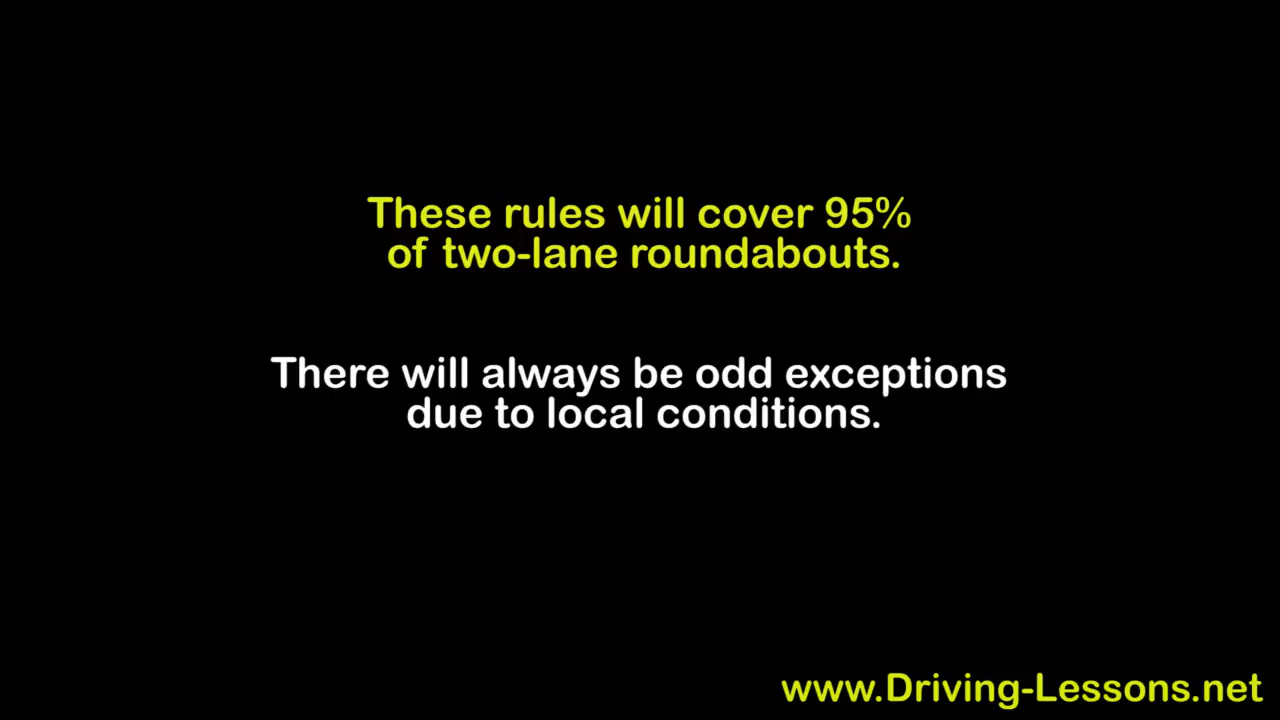 These rules will cover 95%
of two-lane roundabouts.
There will always be odd exceptions
due to local conditions.
www.Driving-Lessons.net